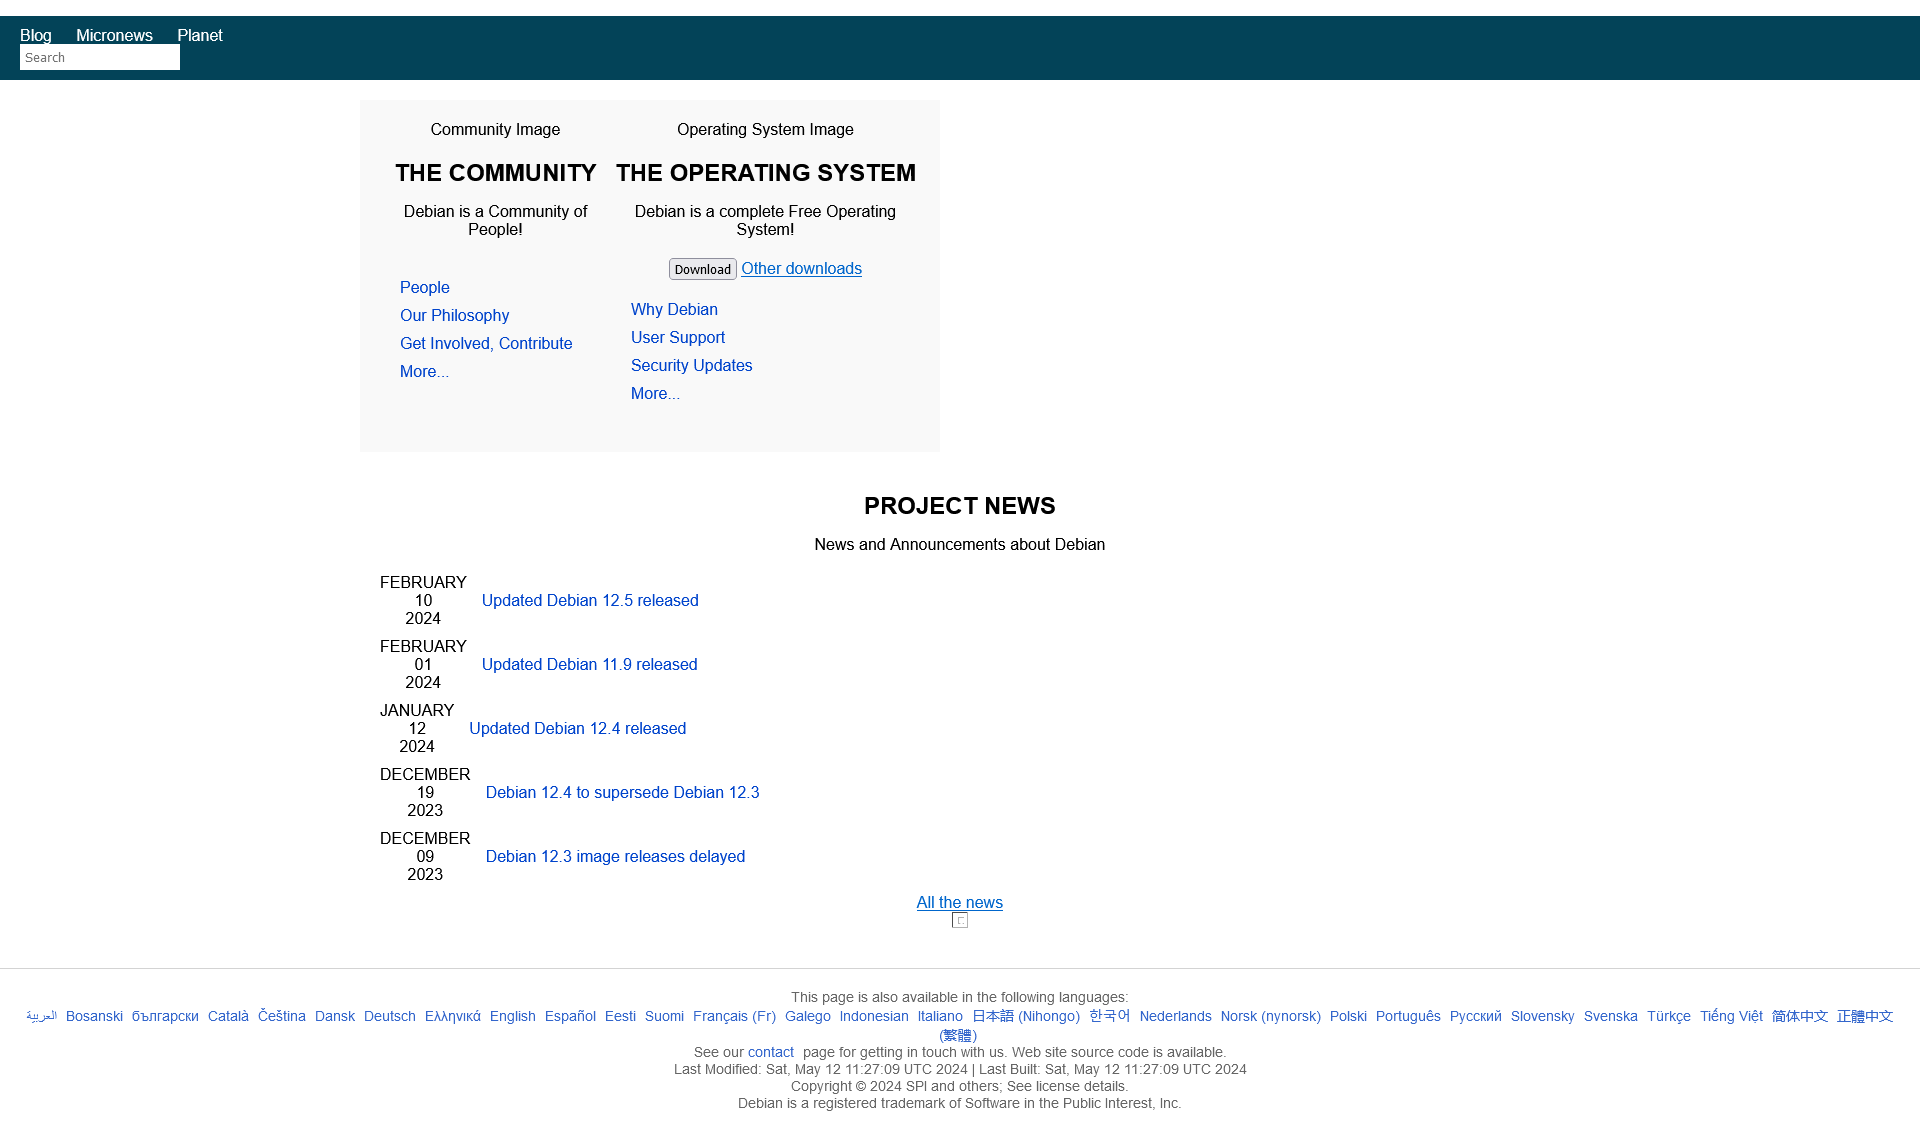 Blog Micronews Planet
Search
Community Image
THE COMMUNITY
Debian is a Community of
People!
People
Our Philosophy
Get Involved, Contribute
More...
Operating System Image
THE OPERATING SYSTEM
Debian is a complete Free Operating
System!
Download Other downloads
Why Debian
User Support
Security Updates
More...
PROJECT NEWS
News and Announcements about Debian
FEBRUARY
10
2024
Updated Debian 12.5 released
FEBRUARY
01
2024
Updated Debian 11.9 released
JANUARY
12
2024
Updated Debian 12.4 released
DECEMBER
19
2023
Debian 12.4 to supersede Debian 12.3
DECEMBER
09
2023
Debian 12.3 image releases delayed
All the news
This page is also available in the following languages:
العربية Bosanski български Català Čeština Dansk Deutsch Ελληνικά English Español Eesti Suomi Français (Fr) Galego Indonesian Italiano 日本語 (Nihongo) 한국어 Nederlands Norsk (nynorsk) Polski Português Русский Slovensky Svenska Türkçe Tiếng Việt 简体中文 正體中文
(繁體)
See our contact page for getting in touch with us. Web site source code is available.
Last Modified: Sat, May 12 11:27:09 UTC 2024 | Last Built: Sat, May 12 11:27:09 UTC 2024
Copyright © 2024 SPI and others; See license details.
Debian is a registered trademark of Software in the Public Interest, Inc.